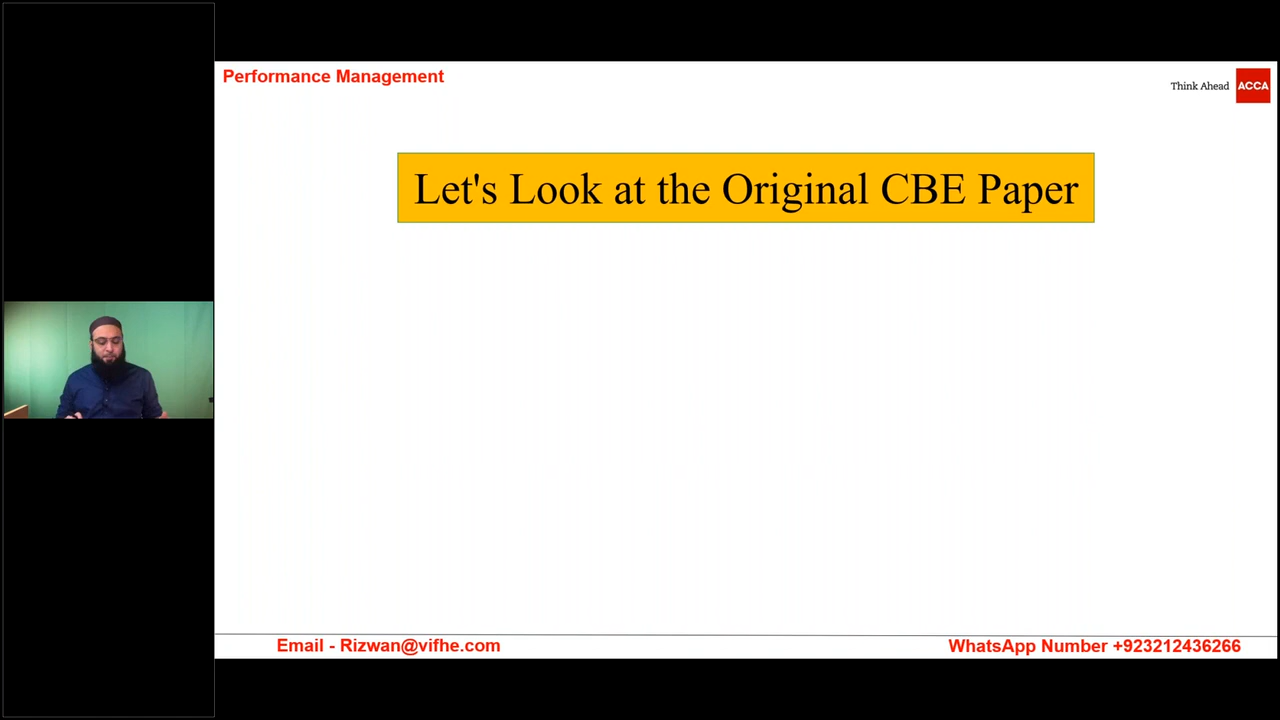 Performance Management
Think Ahead ACCA
Let's Look at the Original CBE Paper
Email - Rizwan@vifhe.com
WhatsApp Number +923212436266